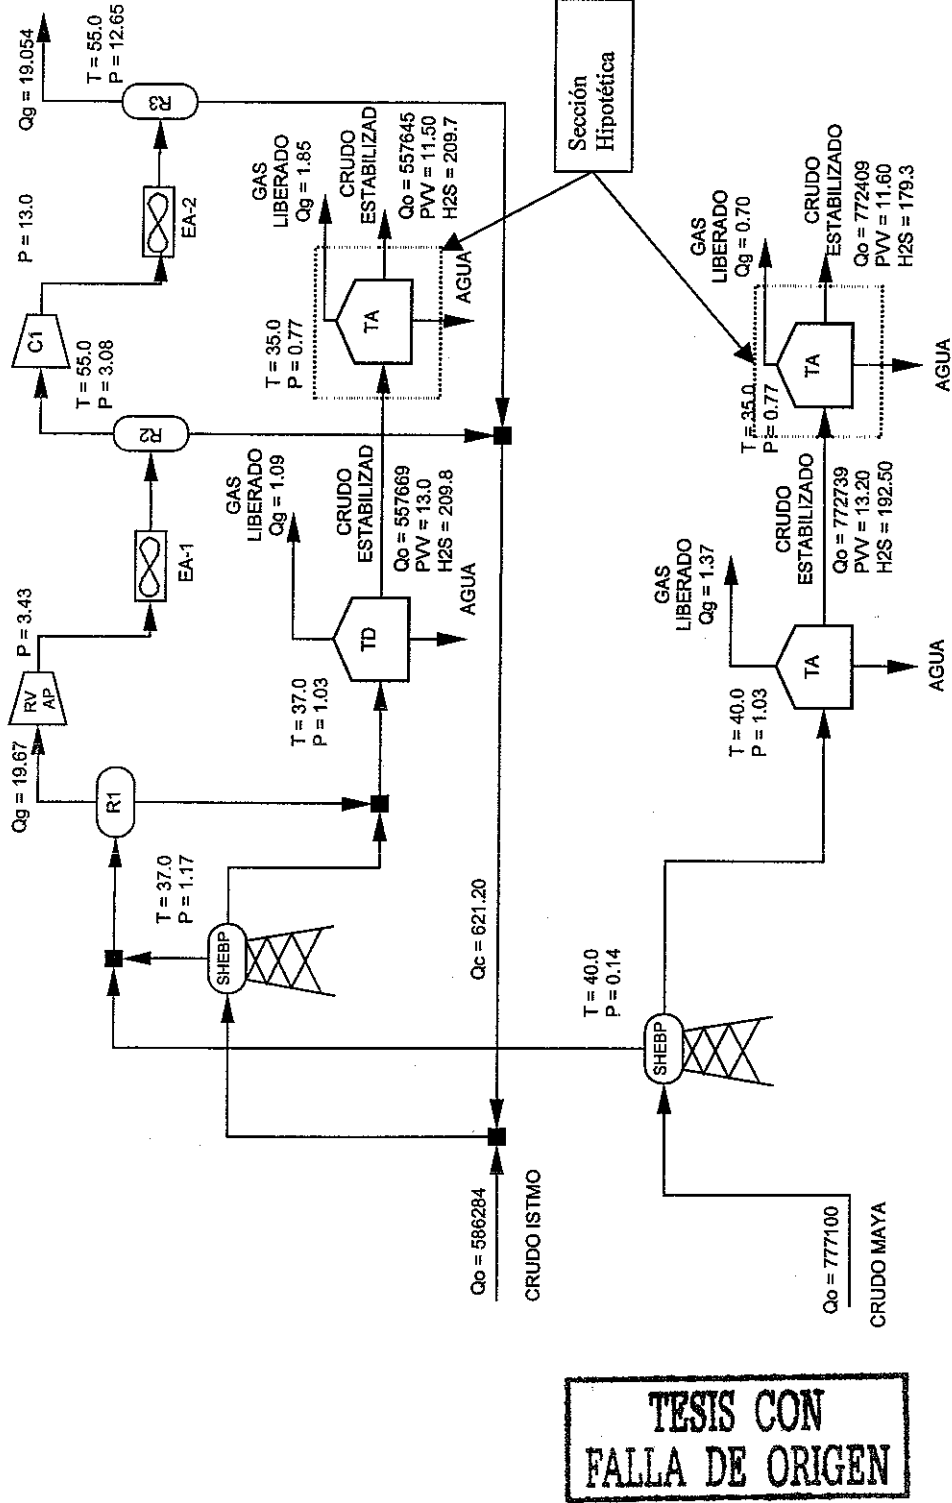 Qg = 19.67
RV
AP
P = 3.43
EA-1
R2
T = 55.0
P = 3.08
C1
P = 13.0
EA-2
R3
Qg = 19.054
T = 55.0
P = 12.65
R1
T = 37.0
P = 1.17
SHEBP
T = 37.0
P = 1.03
TD
GAS
LIBERADO
Qg = 1.09
CRUDO
ESTABILIZAD
Qo = 557669
PVV = 13.0
H2S = 209.8
AGUA
T = 35.0
P = 0.77
TA
GAS
LIBERADO
Qg = 1.85
CRUDO
ESTABILIZAD
Qo = 557645
PVV = 11.50
H2S = 209.7
AGUA
Qc = 621.20
Qo = 586284
CRUDO ISTMO
Sección
Hipotética
T = 40.0
P = 0.14
SHEBP
Qo = 777100
CRUDO MAYA
T = 40.0
P = 1.03
TA
GAS
LIBERADO
Qg = 1.37
CRUDO
ESTABILIZADO
Qo = 772739
PVV = 13.20
H2S = 192.50
AGUA
T = 35.0
P = 0.77
TA
GAS
LIBERADO
Qg = 0.70
CRUDO
ESTABILIZADO
Qo = 772409
PVV = 11.60
H2S = 179.3
AGUA
TESIS CON
FALLA DE ORIGEN